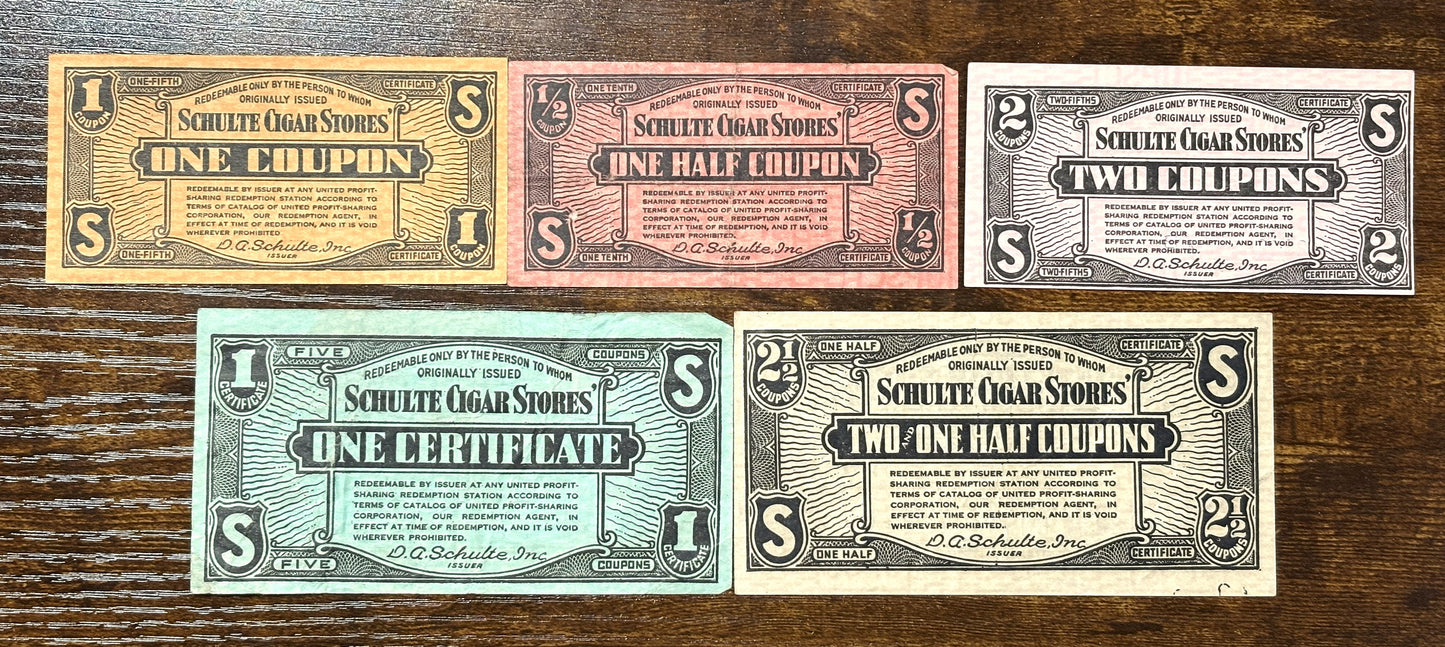 1 COUPON
ONE-FIFTH
CERTIFICATE
S
REDEEMABLE ONLY BY THE PERSON TO WHOM
ORIGINALLY ISSUED
SCHULTE CIGAR STORES'
ONE COUPON
REDEEMABLE BY ISSUER AT ANY UNITED PROFIT-
SHARING REDEMPTION STATION ACCORDING TO
TERMS OF CATALOG OF UNITED PROFIT-SHARING
CORPORATION, OUR REDEMPTION AGENT, IN
EFFECT AT TIME OF REDEMPTION, AND IT IS VOID
WHEREVER PROHIBITED.
D.A. Schulte, Inc.
ISSUER
S
ONE-FIFTH
CERTIFICATE
1 COUPON
1/2 COUPON
ONE TENTH
CERTIFICATE
S
REDEEMABLE ONLY BY THE PERSON TO WHOM
ORIGINALLY ISSUED
SCHULTE CIGAR STORES'
ONE HALF COUPON
REDEEMABLE BY ISSUER AT ANY UNITED PROFIT-
SHARING REDEMPTION STATION ACCORDING TO
TERMS OF CATALOG OF UNITED PROFIT-SHARING
CORPORATION, OUR REDEMPTION AGENT, IN
EFFECT AT TIME OF REDEMPTION, AND IT IS VOID
WHEREVER PROHIBITED.
D.A. Schulte, Inc.
ISSUER
S
ONE TENTH
CERTIFICATE
1/2 COUPON
2 COUPONS
TWO-FIFTHS
CERTIFICATE
S
REDEEMABLE ONLY BY THE PERSON TO WHOM
ORIGINALLY ISSUED
SCHULTE CIGAR STORES'
TWO COUPONS
REDEEMABLE BY ISSUER AT ANY UNITED PROFIT-
SHARING REDEMPTION STATION ACCORDING TO
TERMS OF CATALOG OF UNITED PROFIT-SHARING
CORPORATION, OUR REDEMPTION AGENT, IN
EFFECT AT TIME OF REDEMPTION, AND IT IS VOID
WHEREVER PROHIBITED.
D.A. Schulte, Inc.
ISSUER
S
TWO-FIFTHS
CERTIFICATE
2 COUPONS
1 CERTIFICATE
FIVE
COUPONS
S
REDEEMABLE ONLY BY THE PERSON TO WHOM
ORIGINALLY ISSUED
SCHULTE CIGAR STORES'
ONE CERTIFICATE
REDEEMABLE BY ISSUER AT ANY UNITED PROFIT-
SHARING REDEMPTION STATION ACCORDING TO
TERMS OF CATALOG OF UNITED PROFIT-SHARING
CORPORATION, OUR REDEMPTION AGENT, IN
EFFECT AT TIME OF REDEMPTION, AND IT IS VOID
WHEREVER PROHIBITED.
D.A. Schulte, Inc.
ISSUER
S
FIVE
COUPONS
1 CERTIFICATE
2 1/2 COUPONS
ONE HALF
CERTIFICATE
S
REDEEMABLE ONLY BY THE PERSON TO WHOM
ORIGINALLY ISSUED
SCHULTE CIGAR STORES'
TWO AND ONE HALF COUPONS
REDEEMABLE BY ISSUER AT ANY UNITED PROFIT-
SHARING REDEMPTION STATION ACCORDING TO
TERMS OF CATALOG OF UNITED PROFIT-SHARING
CORPORATION, OUR REDEMPTION AGENT, IN
EFFECT AT TIME OF REDEMPTION, AND IT IS VOID
WHEREVER PROHIBITED.
D.A. Schulte, Inc.
ISSUER
S
ONE HALF
CERTIFICATE
2 1/2 COUPONS